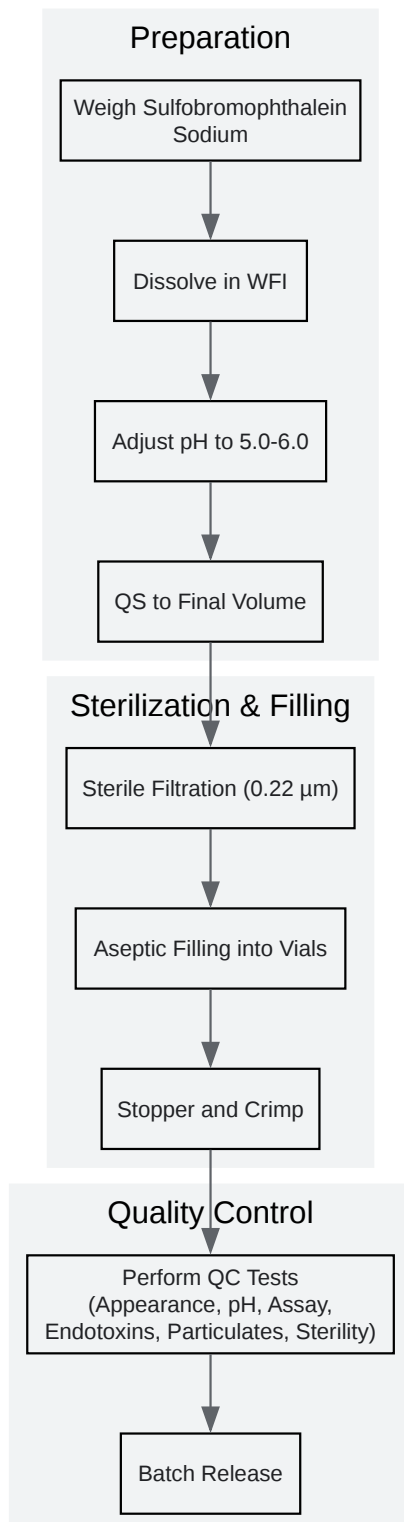 Preparation
Weigh Sulfobromophthalein
Sodium
Dissolve in WFI
Adjust pH to 5.0-6.0
QS to Final Volume
Sterilization & Filling
Sterile Filtration (0.22 µm)
Aseptic Filling into Vials
Stopper and Crimp
Quality Control
Perform QC Tests
(Appearance, pH, Assay,
Endotoxins, Particulates, Sterility)
Batch Release